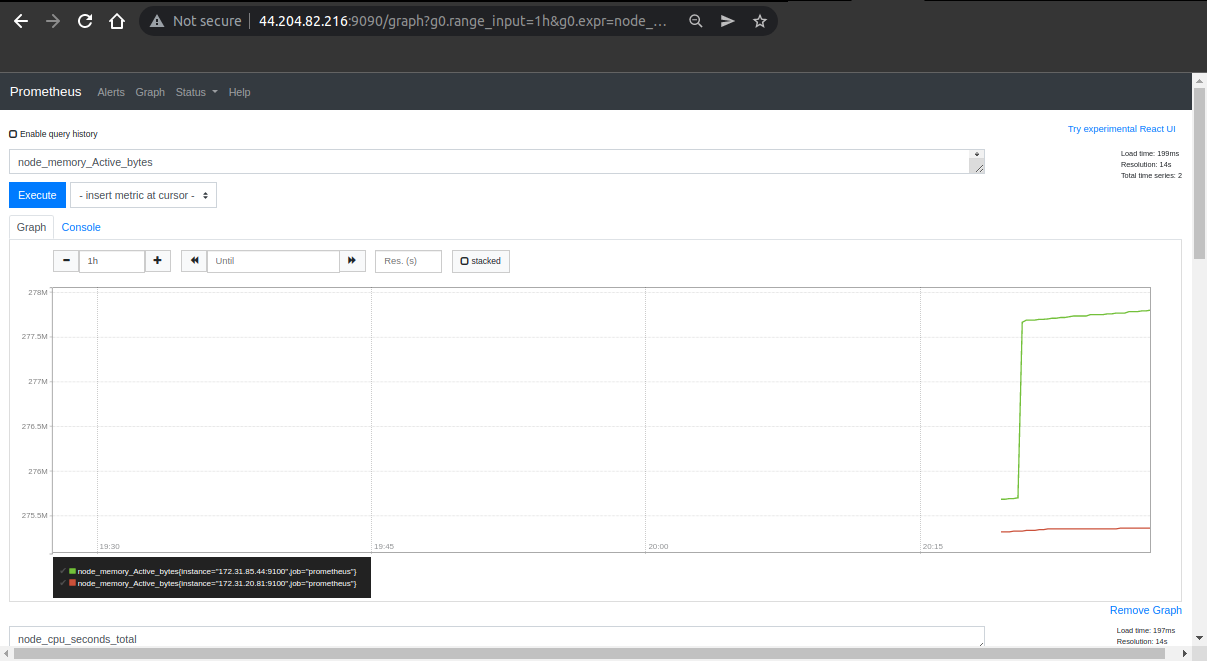 Not secure 44.204.82.216:9090/graph?g0.range_input=1h&g0.expr=node_...
Prometheus Alerts Graph Status Help
Enable query history
Try experimental React UI
node_memory_Active_bytes
Load time: 199ms
Resolution: 14s
Total time series: 2
Execute - insert metric at cursor -
Graph Console
1h Until Res. (s) stacked
278M
277.5M
277M
276.5M
276M
275.5M
19:30 19:45 20:00 20:15
✓ node_memory_Active_bytes{instance="172.31.85.44:9100",job="prometheus"}
✓ node_memory_Active_bytes{instance="172.31.20.81:9100",job="prometheus"}
Remove Graph
node_cpu_seconds_total
Load time: 197ms
Resolution: 14s